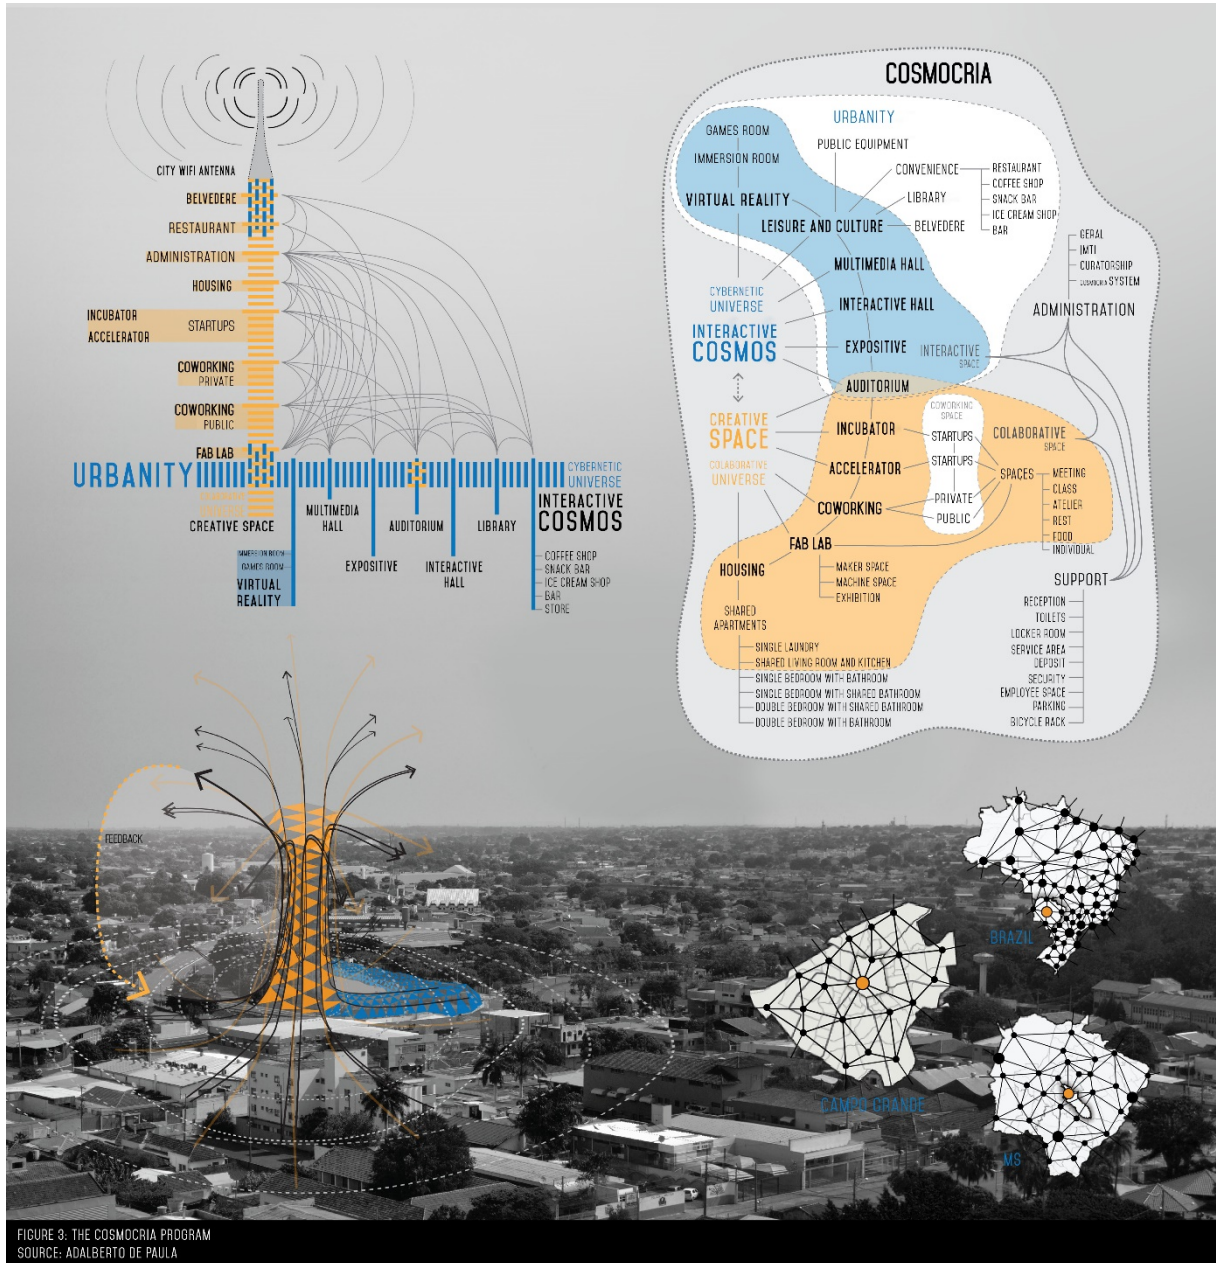 CITY WIFI ANTENNA
BELVEDERE
RESTAURANT
ADMINISTRATION
HOUSING
INCUBATOR
STARTUPS
ACCELERATOR
COWORKING
PRIVATE
COWORKING
PUBLIC
FAB LAB
URBANITY
CYBERNETIC
UNIVERSE
UNIVERSE
CREATIVE SPACE
INTERACTIVE
COSMOS
MULTIMEDIA
HALL
AUDITORIUM
LIBRARY
EXPOSITIVE
INTERACTIVE
HALL
IMMERSION ROOM
GAMES ROOM
VIRTUAL
REALITY
COFFEE SHOP
SNACK BAR
ICE CREAM SHOP
BAR
STORE
COSMOCRIA
URBANITY
GAMES ROOM
IMMERSION ROOM
VIRTUAL REALITY
PUBLIC EQUIPMENT
CONVENIENCE
RESTAURANT
COFFEE SHOP
SNACK BAR
ICE CREAM SHOP
BAR
LIBRARY
LEISURE AND CULTURE
BELVEDERE
MULTIMEDIA HALL
CYBERNETIC
UNIVERSE
INTERACTIVE HALL
INTERACTIVE
COSMOS
EXPOSITIVE
INTERACTIVE
SPACE
GERAL
IMTI
CURATORSHIP
COSMOCRIA SYSTEM
ADMINISTRATION
AUDITORIUM
CREATIVE
SPACE
COLABORATIVE
UNIVERSE
INCUBATOR
ACCELERATOR
COWORKING
COWORKING
SPACE
STARTUPS
STARTUPS
PRIVATE
PUBLIC
COLABORATIVE
SPACE
SPACES
MEETING
CLASS
ATELIER
REST
FOOD
INDIVIDUAL
FAB LAB
MAKER SPACE
MACHINE SPACE
EXHIBITION
HOUSING
SHARED
APARTMENTS
SINGLE LAUNDRY
SHARED LIVING ROOM AND KITCHEN
SINGLE BEDROOM WITH BATHROOM
SINGLE BEDROOM WITH SHARED BATHROOM
DOUBLE BEDROOM WITH SHARED BATHROOM
DOUBLE BEDROOM WITH BATHROOM
SUPPORT
RECEPTION
TOILETS
LOCKER ROOM
SERVICE AREA
DEPOSIT
SECURITY
EMPLOYEE SPACE
PARKING
BICYCLE RACK
FEEDBACK
BRAZIL
CAMPO GRANDE
MS
FIGURE 3: THE COSMOCRIA PROGRAM
SOURCE: ADALBERTO DE PAULA